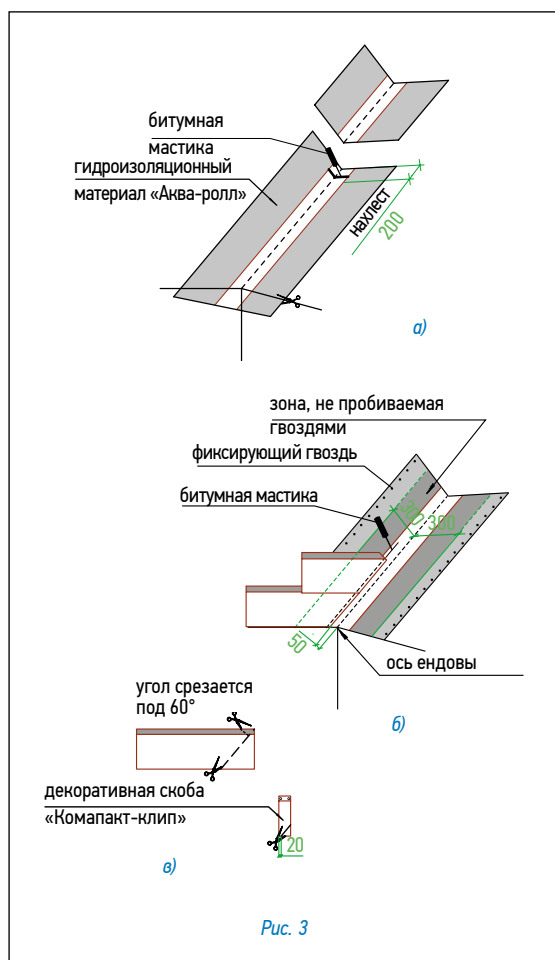 битумная
мастика
гидроизоляционный
материал «Аква-ролл»
нахлест
200
а)
зона, не пробиваемая
гвоздями
фиксирующий гвоздь
битумная мастика
300
300
50
ось ендовы
б)
угол срезается
под 60°
декоративная скоба
«Комапакт-клип»
20
в)
Рис. 3